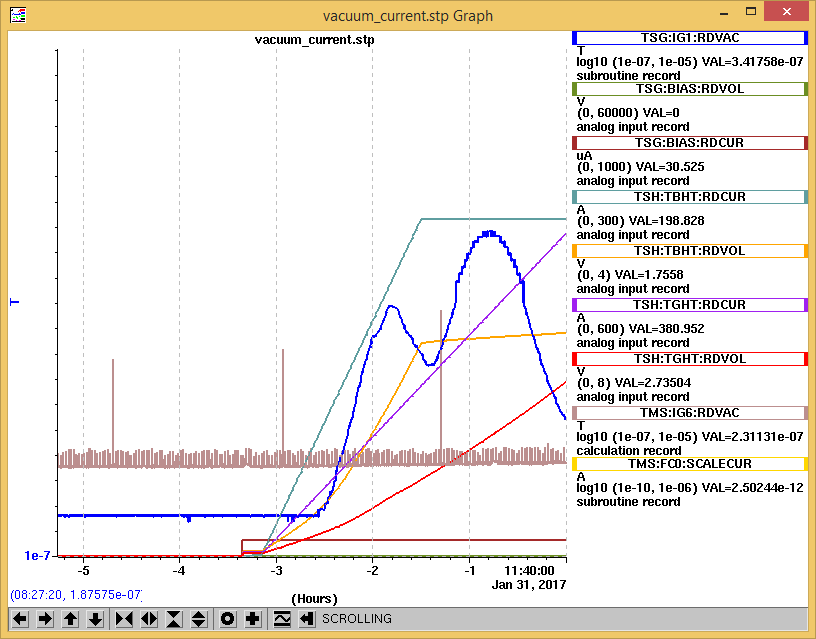 vacuum_current.stp Graph
vacuum_current.stp
T
1e-7
-5
-4
-3
-2
-1
11:40:00
Jan 31, 2017
(Hours)
(08:27:20, 1.87575e-07)
SCROLLING
TSG:IG1:RDVAC
T
log10 (1e-07, 1e-05) VAL=3.41758e-07
subroutine record
TSG:BIAS:RDVOL
V
(0, 60000) VAL=0
analog input record
TSG:BIAS:RDCUR
uA
(0, 1000) VAL=30.525
analog input record
TSH:TBHT:RDCUR
A
(0, 300) VAL=198.828
analog input record
TSH:TBHT:RDVOL
V
(0, 4) VAL=1.7558
analog input record
TSH:TGHT:RDCUR
A
(0, 600) VAL=380.952
analog input record
TSH:TGHT:RDVOL
V
(0, 8) VAL=2.73504
analog input record
TMS:IG6:RDVAC
T
log10 (1e-07, 1e-05) VAL=2.31131e-07
calculation record
TMS:FC0:SCALECUR
A
log10 (1e-10, 1e-06) VAL=2.50244e-12
subroutine record